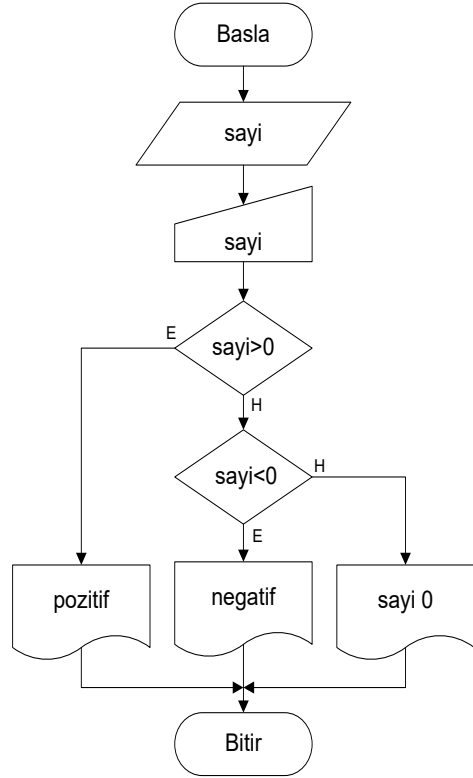 Basla
sayi
sayi
sayi>0
E
H
sayi<0
H
E
pozitif
negatif
sayi 0
Bitir